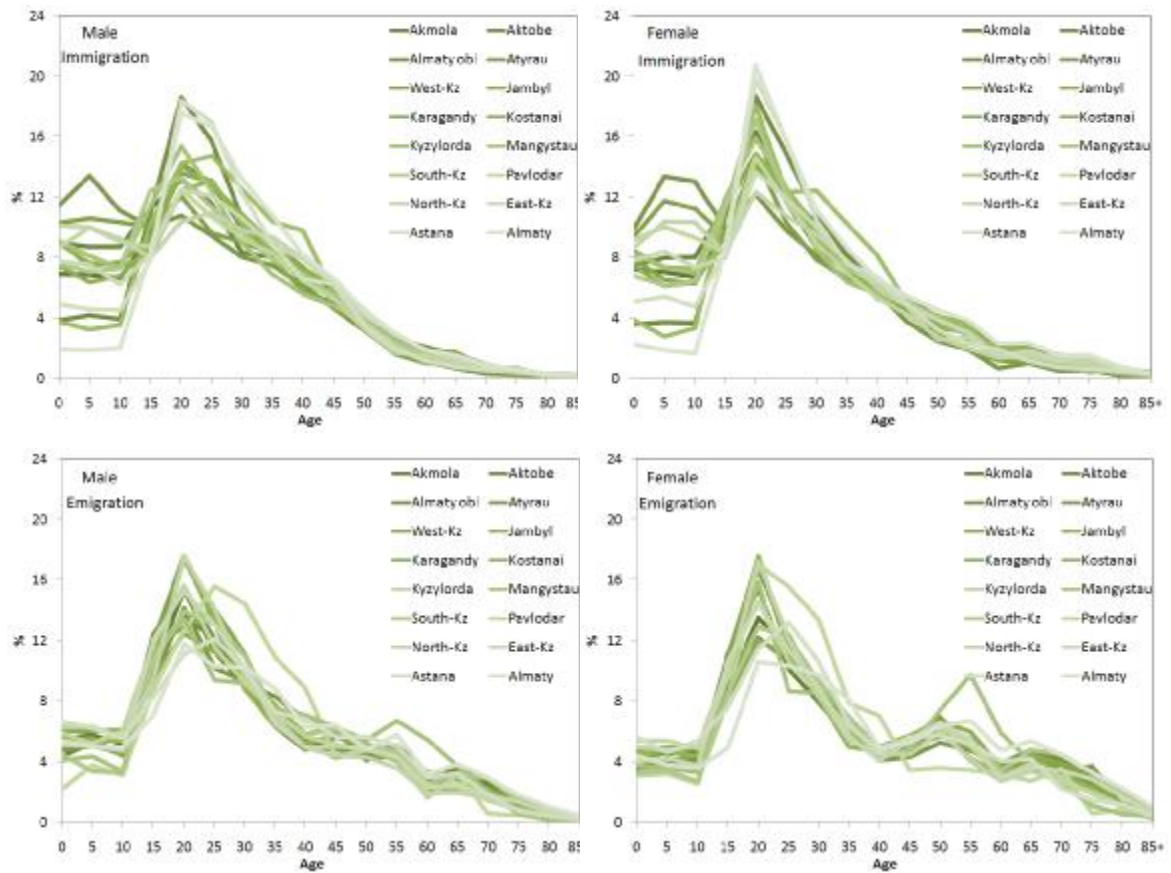 24
20
16
12
8
4
0
%
Male
Immigration
Akmola Aktobe
Almaty obl Atyrau
West-Kz Jambyl
Karagandy Kostanai
Kyzylorda Mangystau
South-Kz Pavlodar
North-Kz East-Kz
Astana Almaty
0 5 10 15 20 25 30 35 40 45 50 55 60 65 70 75 80 85
Age
24
20
16
12
8
4
0
%
Female
Immigration
Akmola Aktobe
Almaty obl Atyrau
West-Kz Jambyl
Karagandy Kostanai
Kyzylorda Mangystau
South-Kz Pevlodar
North-Kz East-Kz
Astana Almaty
0 5 10 15 20 25 30 35 40 45 50 55 60 65 70 75 80 85+
Age
24
20
16
12
8
4
0
%
Male
Emigration
Akmola Aktobe
Almaty obl Atyrau
West-Kz Jambyl
Karagandy Kostanai
Kyzylorda Mangystau
South-Kz Pevlodar
North-Kz East-Kz
Astana Almaty
0 5 10 15 20 25 30 35 40 45 50 55 60 65 70 75 80 85
Age
24
20
16
12
8
4
0
%
Female
Emigration
Akmola Aktobe
Almaty obl Atyrau
West-Kz Jambyl
Karagandy Kostanai
Kyzylorda Mangystau
South-Kz Pevlodar
North-Kz East-Kz
Astana Almaty
0 5 10 15 20 25 30 35 40 45 50 55 60 65 70 75 80 85+
Age